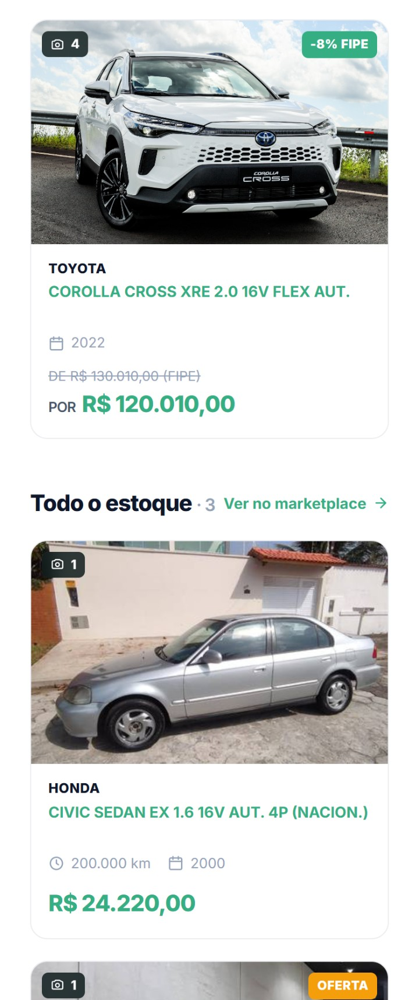 4
-8% FIPE
COROLLA
CROSS
TOYOTA
COROLLA CROSS XRE 2.0 16V FLEX AUT.
2022
DE R$ 130.010,00 (FIPE)
POR R$ 120.010,00
Todo o estoque · 3 Ver no marketplace →
1
HONDA
CIVIC SEDAN EX 1.6 16V AUT. 4P (NACION.)
200.000 km 2000
R$ 24.220,00
1
OFERTA